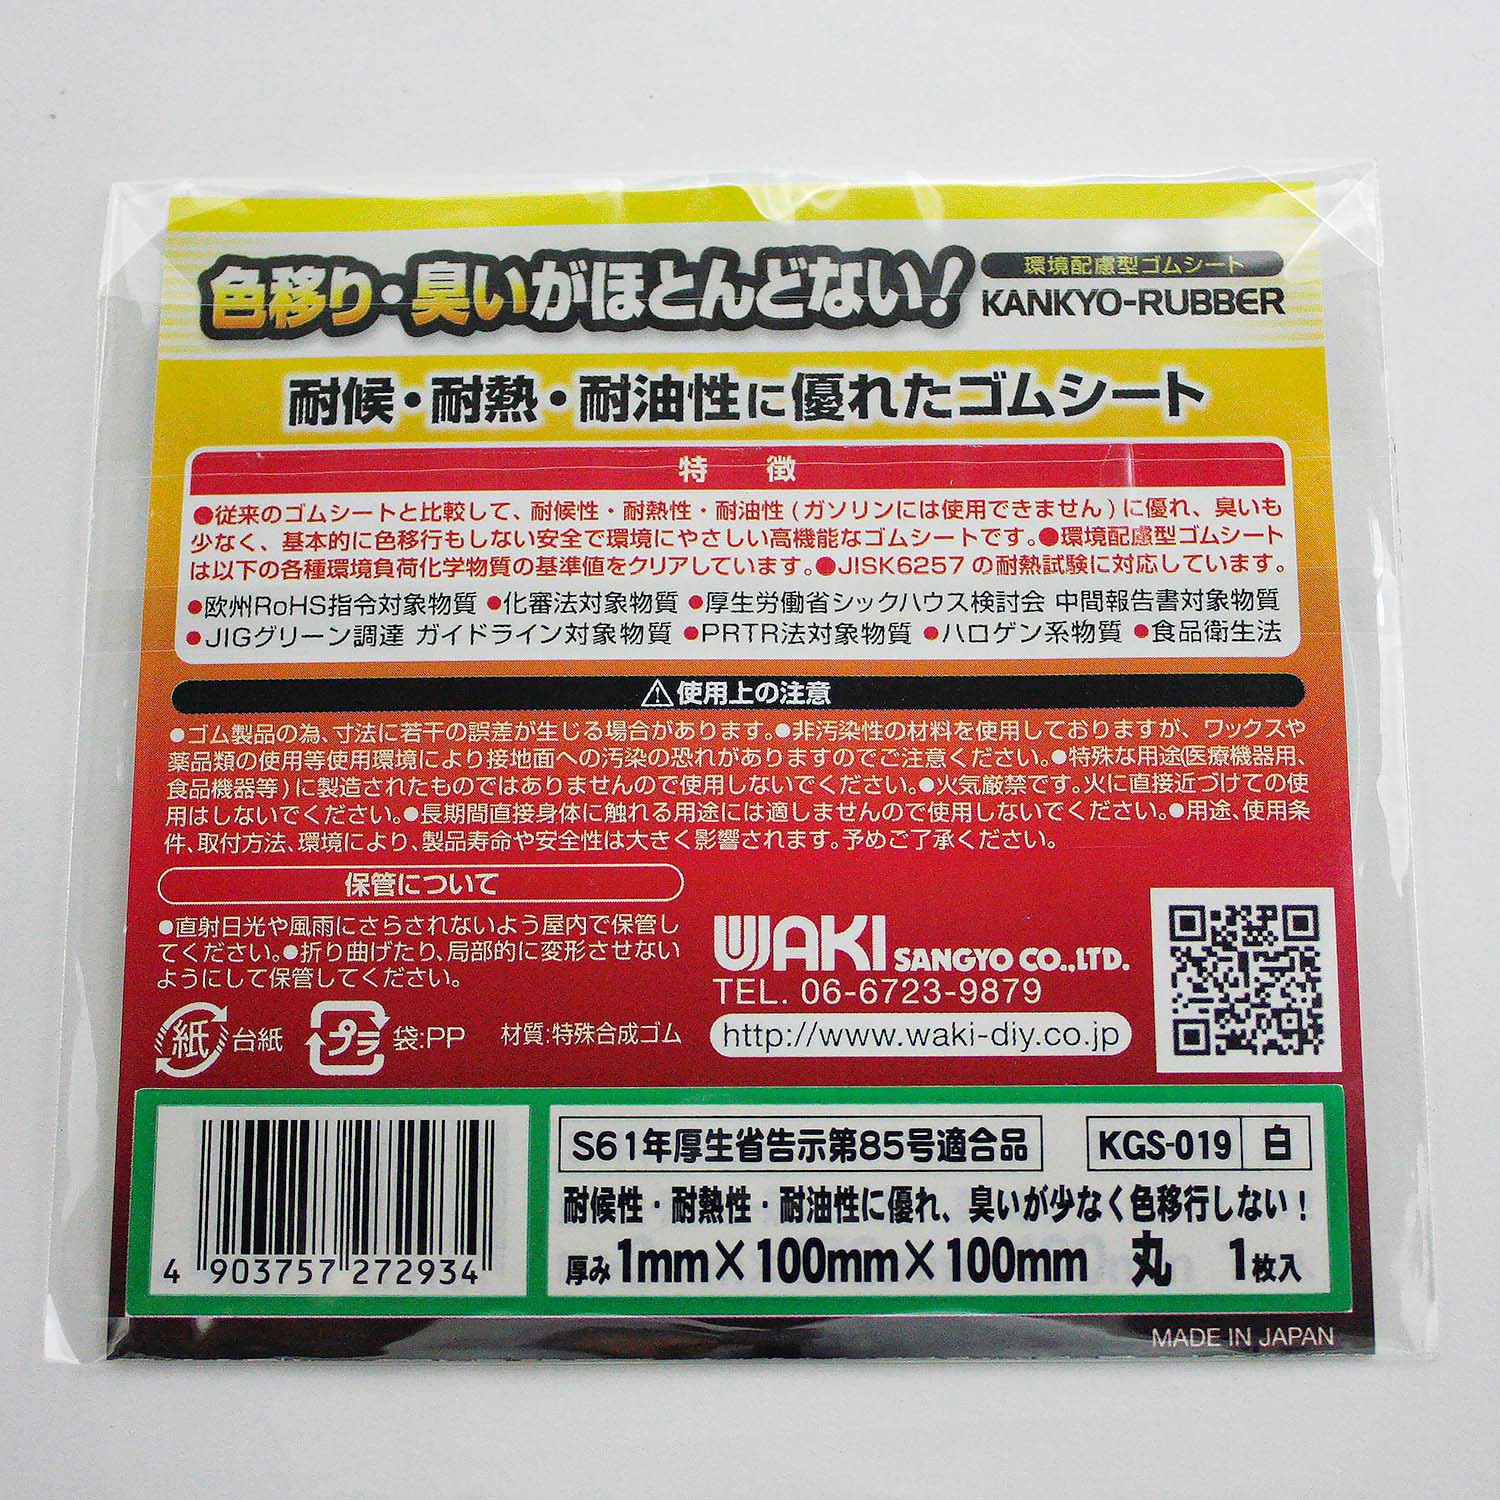 色移り・臭いがほとんどない!
環境配慮型ゴムシート
KANKYO-RUBBER
耐候・耐熱・耐油性に優れたゴムシート
特 徴
●従来のゴムシートと比較して、耐候性・耐熱性・耐油性(ガソリンには使用できません)に優れ、臭いも
少なく、基本的に色移行もしない安全で環境にやさしい高機能なゴムシートです。●環境配慮型ゴムシート
は以下の各種環境負荷化学物質の基準値をクリアしています。●JISK6257の耐熱試験に対応しています。
●欧州RoHS指令対象物質 ●化審法対象物質 ●厚生労働省シックハウス検討会 中間報告書対象物質
●JIGグリーン調達 ガイドライン対象物質 ●PRTR法対象物質 ●ハロゲン系物質 ●食品衛生法
⚠使用上の注意
●ゴム製品の為、寸法に若干の誤差が生じる場合があります。●非汚染性の材料を使用しておりますが、ワックスや
薬品類の使用等使用環境により接地面への汚染の恐れがありますのでご注意ください。●特殊な用途(医療機器用、
食品機器等)に製造されたものではありませんので使用しないでください。●火気厳禁です。火に直接近づけての使
用はしないでください。●長期間直接身体に触れる用途には適しませんので使用しないでください。●用途、使用条
件、取付方法、環境により、製品寿命や安全性は大きく影響されます。予めご了承ください。
保管について
●直射日光や風雨にさらされないよう屋内で保管し
てください。●折り曲げたり、局部的に変形させない
ようにして保管してください。
紙 台紙 プラ 袋:PP 材質:特殊合成ゴム
WAKI SANGYO CO.,LTD.
TEL. 06-6723-9879
http://www.waki-diy.co.jp
4 903757 272934
S61年厚生省告示第85号適合品
KGS-019 白
耐候性・耐熱性・耐油性に優れ、臭いが少なく色移行しない!
厚み1mm×100mm×100mm 丸 1枚入
MADE IN JAPAN